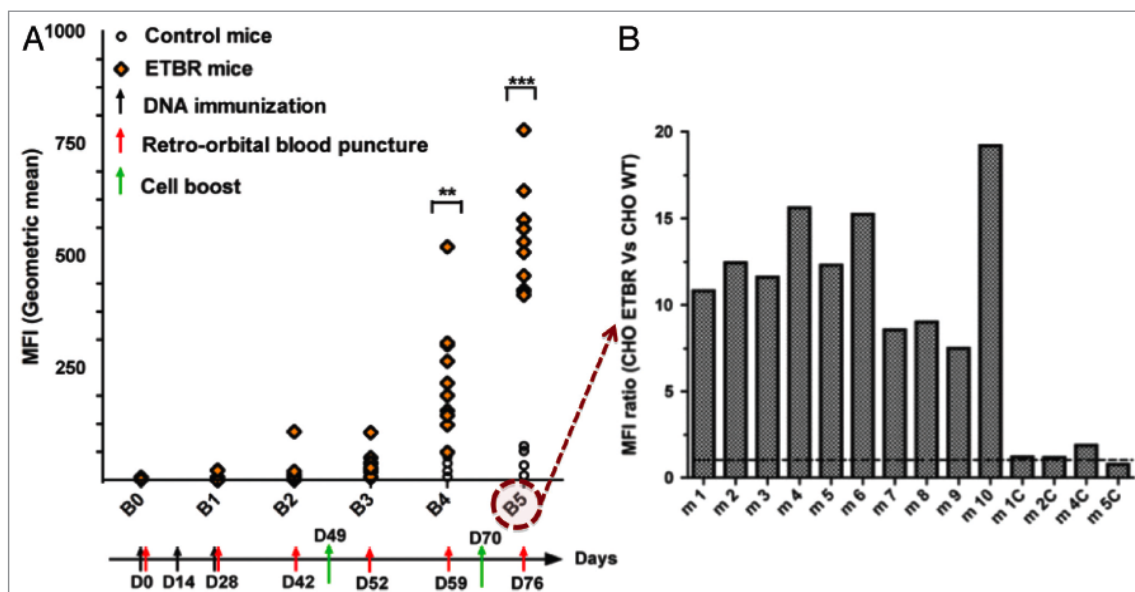 A
1000
Control mice
ETBR mice
DNA immunization
Retro-orbital blood puncture
Cell boost
***
**
750
500
250
MFI (Geometric mean)
B0 B1 B2 B3 B4 B5
D49 D70
Days
D0 D14 D28 D42 D52 D59 D76
B
MFI ratio (CHO ETBR Vs CHO WT)
20
15
10
5
0
m 1 m 2 m 3 m 4 m 5 m 6 m 7 m 8 m 9 m 10 m 1C m 2C m 4C m 5C